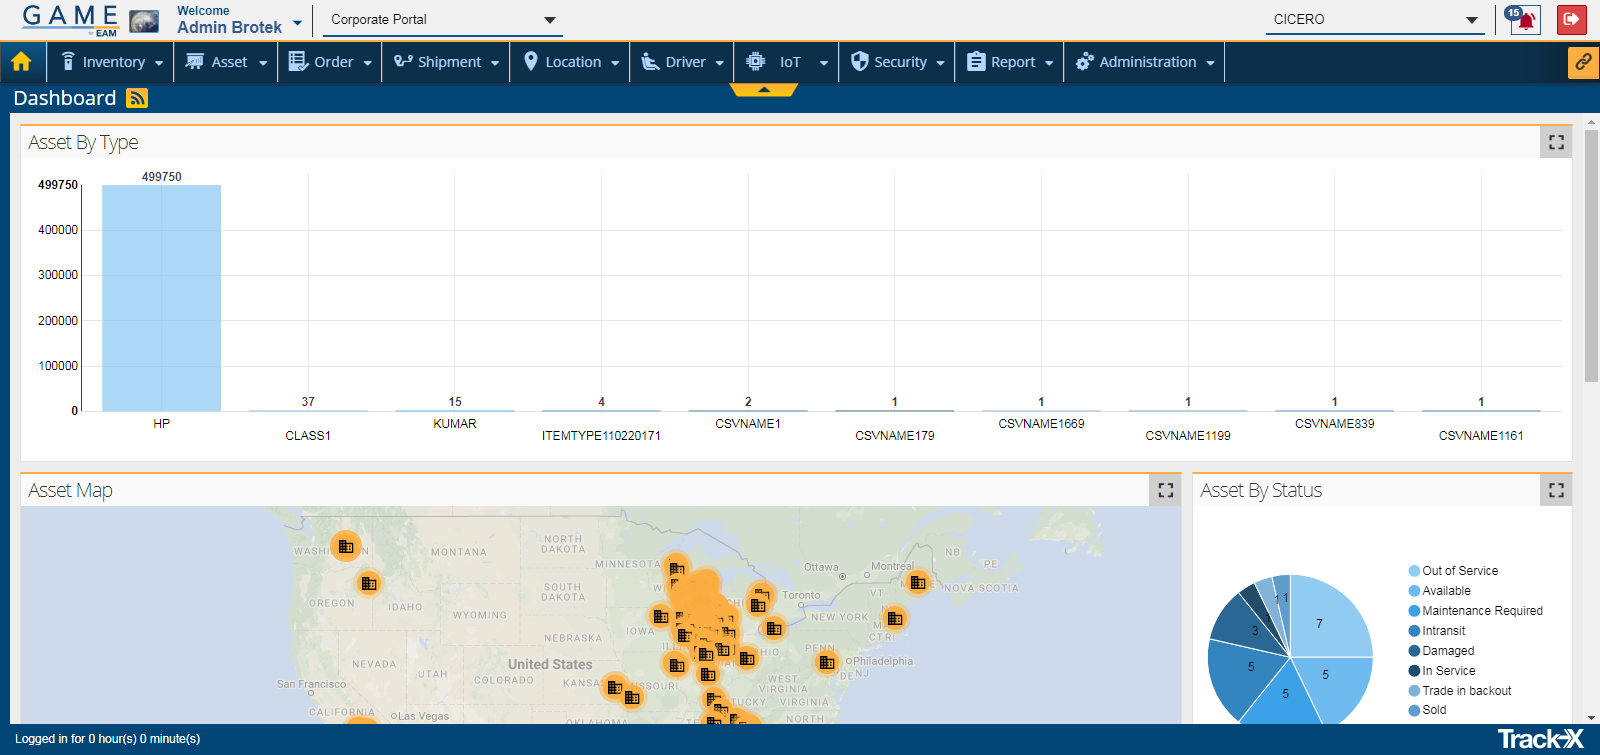 GAME
by EAM
Welcome
Admin Brotek
Corporate Portal
CICERO
15
Inventory
Asset
Order
Shipment
Location
Driver
IoT
Security
Report
Administration
Dashboard
Asset By Type
499750
400000
300000
200000
100000
0
499750
37
15
4
2
1
1
1
1
1
HP
CLASS1
KUMAR
ITEMTYPE110220171
CSVNAME1
CSVNAME179
CSVNAME1669
CSVNAME1199
CSVNAME839
CSVNAME1161
Asset Map
MONTANA
NORTH
DAKOTA
MINNESOTA
Ottawa
Montreal
NB
PE
NOVA SCOTIA
OREGON
IDAHO
SOUTH
DAKOTA
WYOMING
Toronto
VT
NEW YORK
IOWA
NEBRASKA
CT RI
United States
NEVADA
UTAH
COLORADO
PENN
Philadelphia
DE NJ
San Francisco
WEST
VIRGINIA
VIRGINIA
CALIFORNIA
Las Vegas
OKLAHOMA
NORTH
Asset By Status
7
5
5
5
3
1
1
1
Out of Service
Available
Maintenance Required
Intransit
Damaged
In Service
Trade in backout
Sold
Logged in for 0 hour(s) 0 minute(s)
Track-X